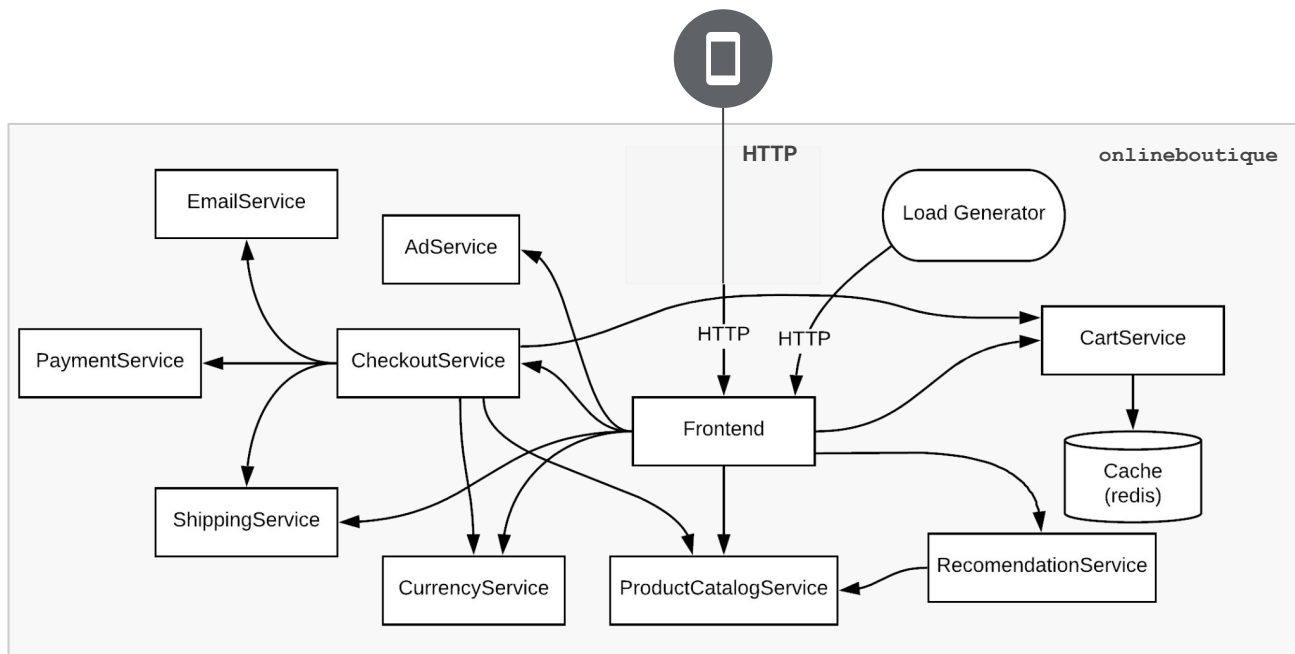 HTTP
onlineboutique
EmailService
AdService
Load Generator
HTTP
HTTP
CartService
PaymentService
CheckoutService
Frontend
Cache
(redis)
ShippingService
CurrencyService
ProductCatalogService
RecomendationService